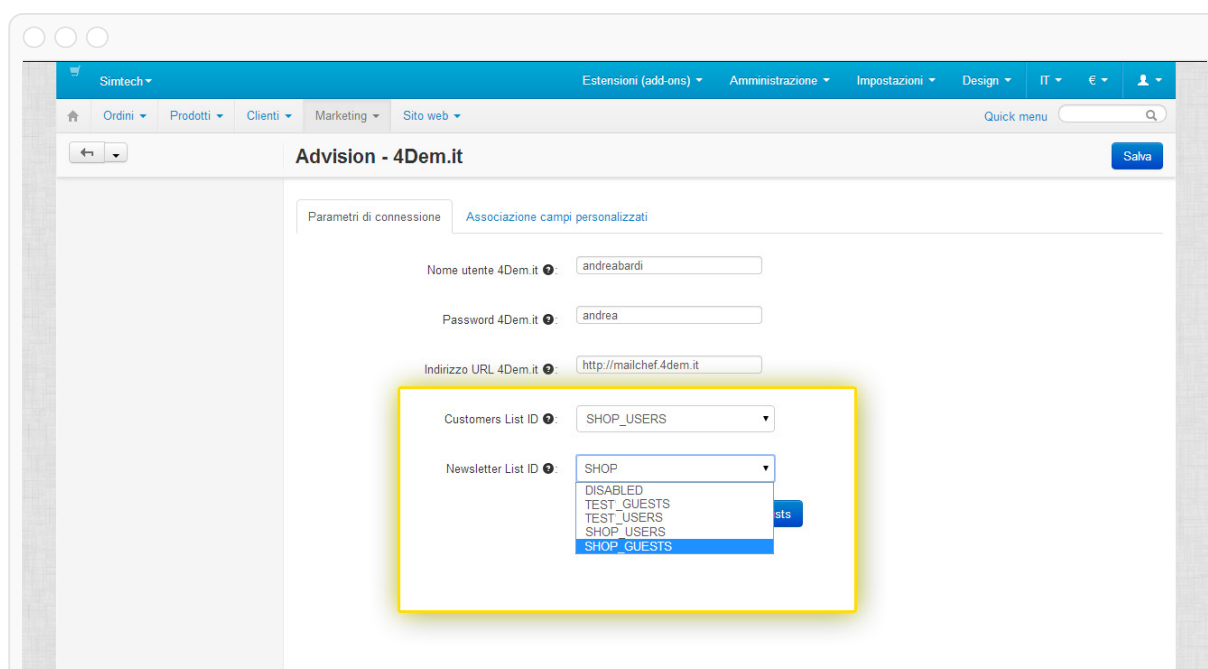 Simtech
Estensioni (add-ons) Amministrazione Impostazioni Design IT €
Ordini Prodotti Clienti Marketing Sito web Quick menu
Advision - 4Dem.it Salva
Parametri di connessione Associazione campi personalizzati
Nome utente 4Dem.it ?: andreabardi
Password 4Dem.it ?: andrea
Indirizzo URL 4Dem.it ?: http://mailchef.4dem.it
Customers List ID ?: SHOP_USERS
Newsletter List ID ?: SHOP
DISABLED
TEST_GUESTS
TEST_USERS
SHOP_USERS
SHOP_GUESTS